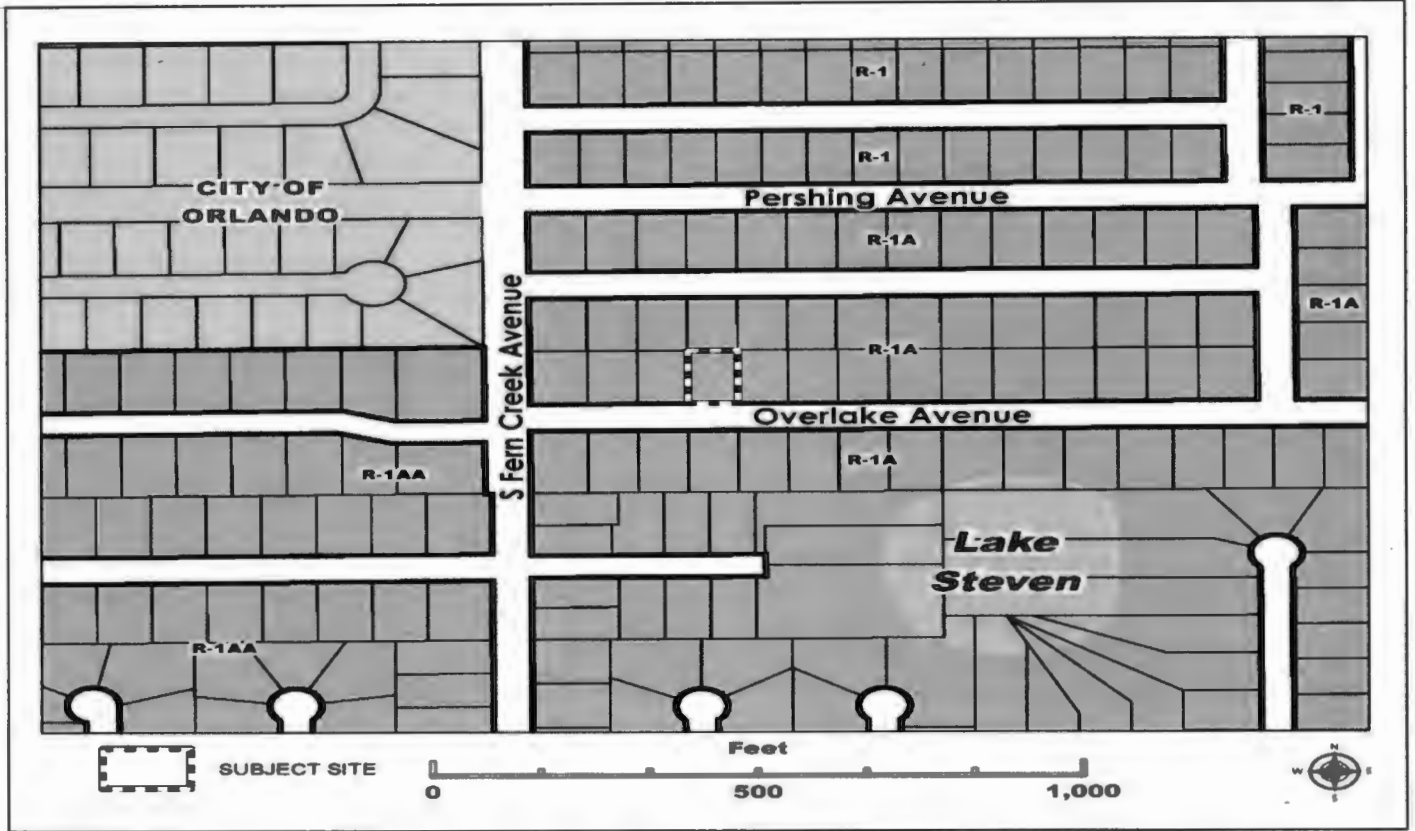 R-1
R-1
R-1
CITY OF
ORLANDO
Pershing Avenue
R-1A
R-1A
R-1A
S Fern Creek Avenue
Overlake Avenue
R-1A
R-1AA
Lake
Steven
R-1AA
Feet
SUBJECT SITE
0
500
1,000
N
W
E
S